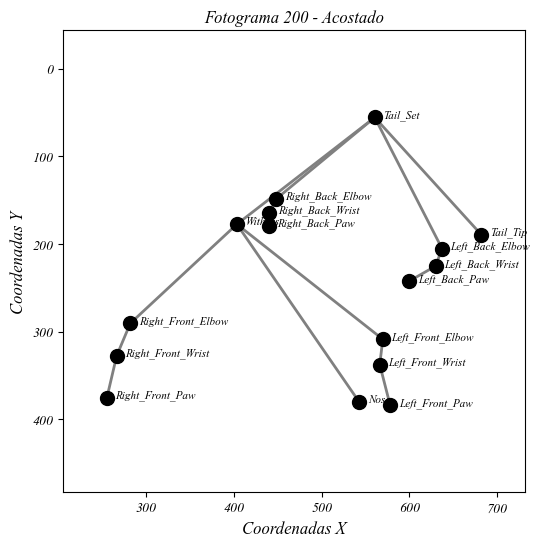 Fotograma 200 - Acostado
0
Tail_Set
100
Right_Back_Elbow
Right_Back_Wrist
Right_Back_Paw
Tail_Tip
200
Left_Back_Elbow
Left_Back_Wrist
Left_Back_Paw
Coordenadas Y
300
Right_Front_Elbow
Left_Front_Elbow
Right_Front_Wrist
Left_Front_Wrist
Right_Front_Paw
Nos
Left_Front_Paw
400
300 400 500 600 700
Coordenadas X